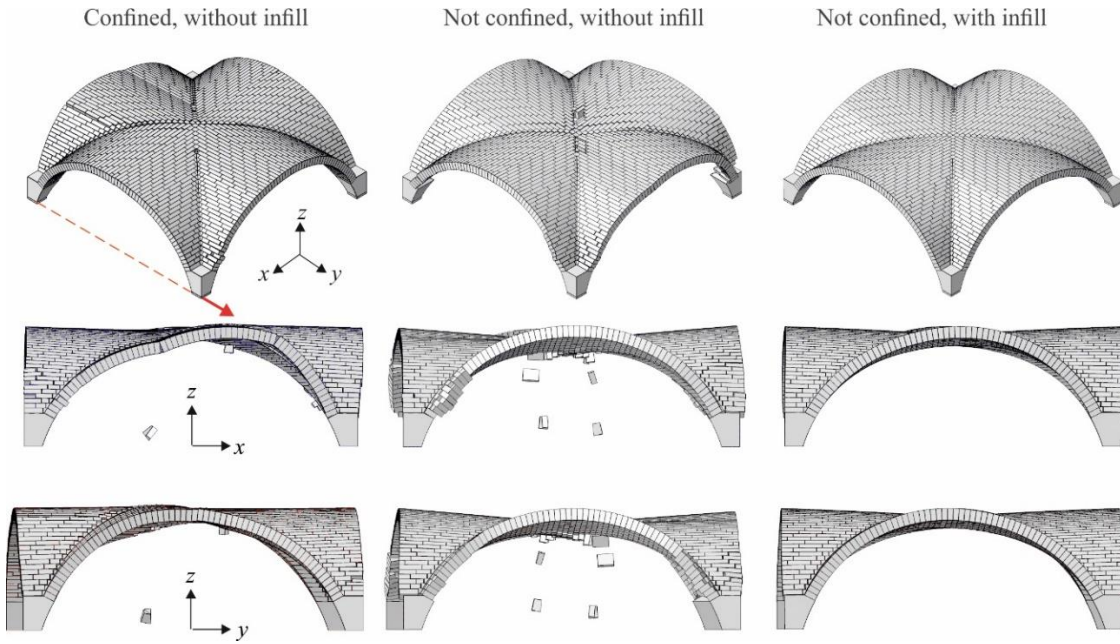 Confined, without infill
Not confined, without infill
Not confined, with infill
z
x
y
z
x
z
y